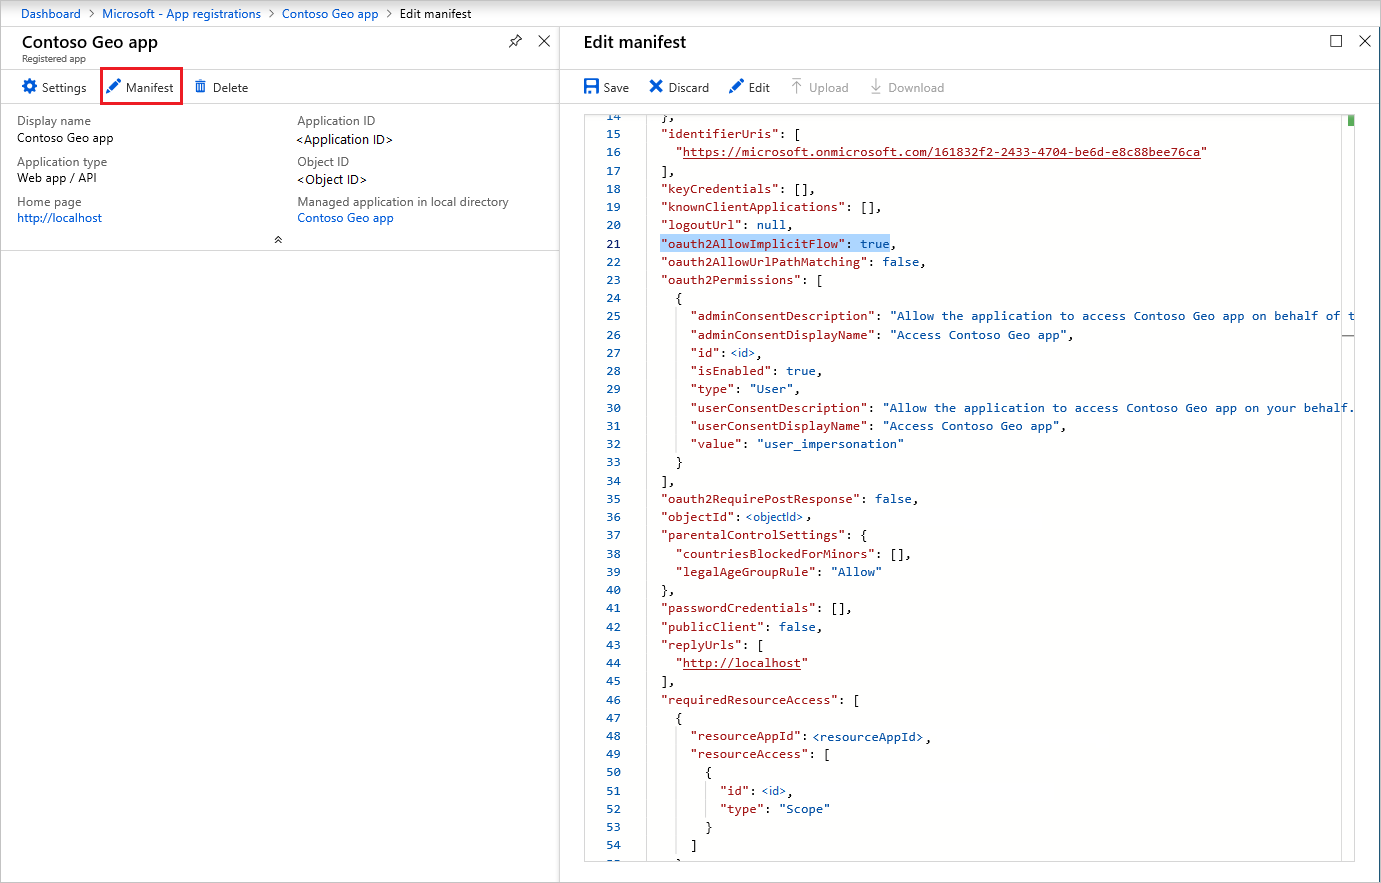 Dashboard > Microsoft - App registrations > Contoso Geo app > Edit manifest
Contoso Geo app
Registered app
Settings Manifest Delete
Display name
Contoso Geo app
Application type
Web app / API
Home page
http://localhost
Application ID
<Application ID>
Object ID
<Object ID>
Managed application in local directory
Contoso Geo app
Edit manifest
Save Discard Edit Upload Download
14 },
15 "identifierUris": [
16 "https://microsoft.onmicrosoft.com/161832f2-2433-4704-be6d-e8c88bee76ca"
17 ],
18 "keyCredentials": [],
19 "knownClientApplications": [],
20 "logoutUrl": null,
21 "oauth2AllowImplicitFlow": true,
22 "oauth2AllowUrlPathMatching": false,
23 "oauth2Permissions": [
24 {
25 "adminConsentDescription": "Allow the application to access Contoso Geo app on behalf of t
26 "adminConsentDisplayName": "Access Contoso Geo app",
27 "id": <id>,
28 "isEnabled": true,
29 "type": "User",
30 "userConsentDescription": "Allow the application to access Contoso Geo app on your behalf.
31 "userConsentDisplayName": "Access Contoso Geo app",
32 "value": "user_impersonation"
33 }
34 ],
35 "oauth2RequirePostResponse": false,
36 "objectId": <objectId>,
37 "parentalControlSettings": {
38 "countriesBlockedForMinors": [],
39 "legalAgeGroupRule": "Allow"
40 },
41 "passwordCredentials": [],
42 "publicClient": false,
43 "replyUrls": [
44 "http://localhost"
45 ],
46 "requiredResourceAccess": [
47 {
48 "resourceAppId": <resourceAppId>,
49 "resourceAccess": [
50 {
51 "id": <id>,
52 "type": "Scope"
53 }
54 ]